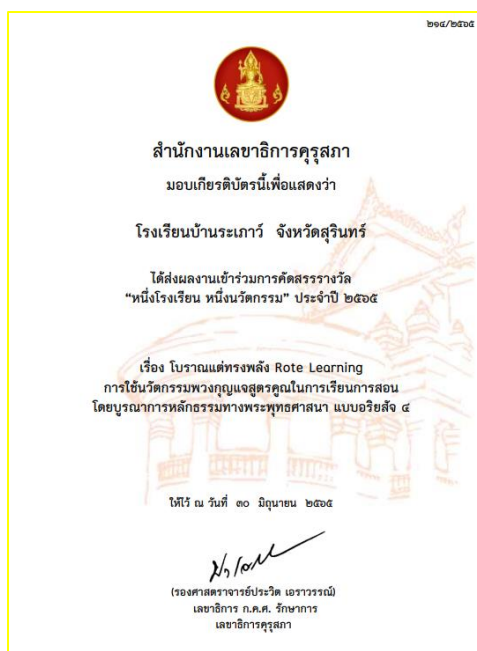 ๒๑๔/๒๕๖๕
สำนักงานเลขาธิการคุรุสภา
มอบเกียรติบัตรนี้เพื่อแสดงว่า
โรงเรียนบ้านระเภาว์ จังหวัดสุรินทร์
ได้ส่งผลงานเข้าร่วมการคัดสรรรางวัล
“หนึ่งโรงเรียน หนึ่งนวัตกรรม” ประจำปี ๒๕๖๕
เรื่อง โบราณแต่ทรงพลัง Rote Learning
การใช้นวัตกรรมพวงกุญแจสูตรคูณในการเรียนการสอน
โดยบูรณาการหลักธรรมทางพระพุทธศาสนา แบบอริยสัจ ๔
ให้ไว้ ณ วันที่ ๓๐ มิถุนายน ๒๕๖๕
(รองศาสตราจารย์ประวิต เอราวรรณ์)
เลขาธิการ ก.ค.ศ. รักษาการ
เลขาธิการคุรุสภา